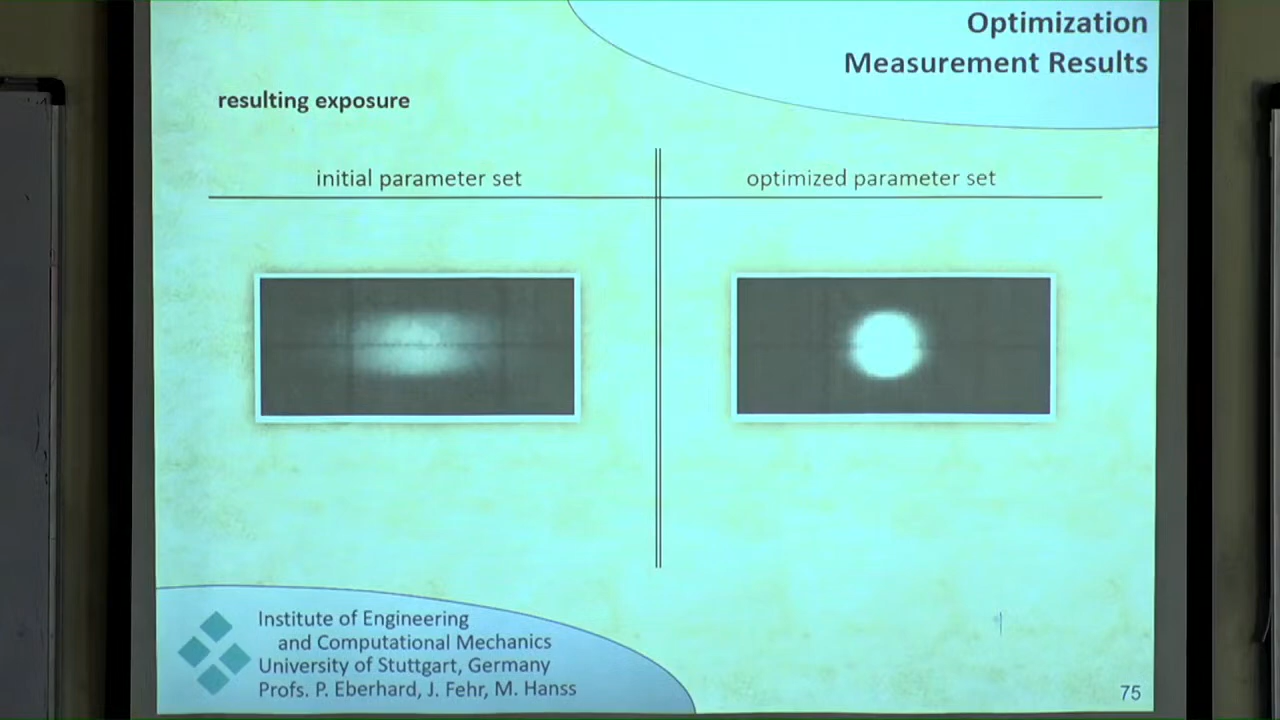 Optimization
Measurement Results
resulting exposure
initial parameter set
optimized parameter set
Institute of Engineering
and Computational Mechanics
University of Stuttgart, Germany
Profs. P. Eberhard, J. Fehr, M. Hanss
75